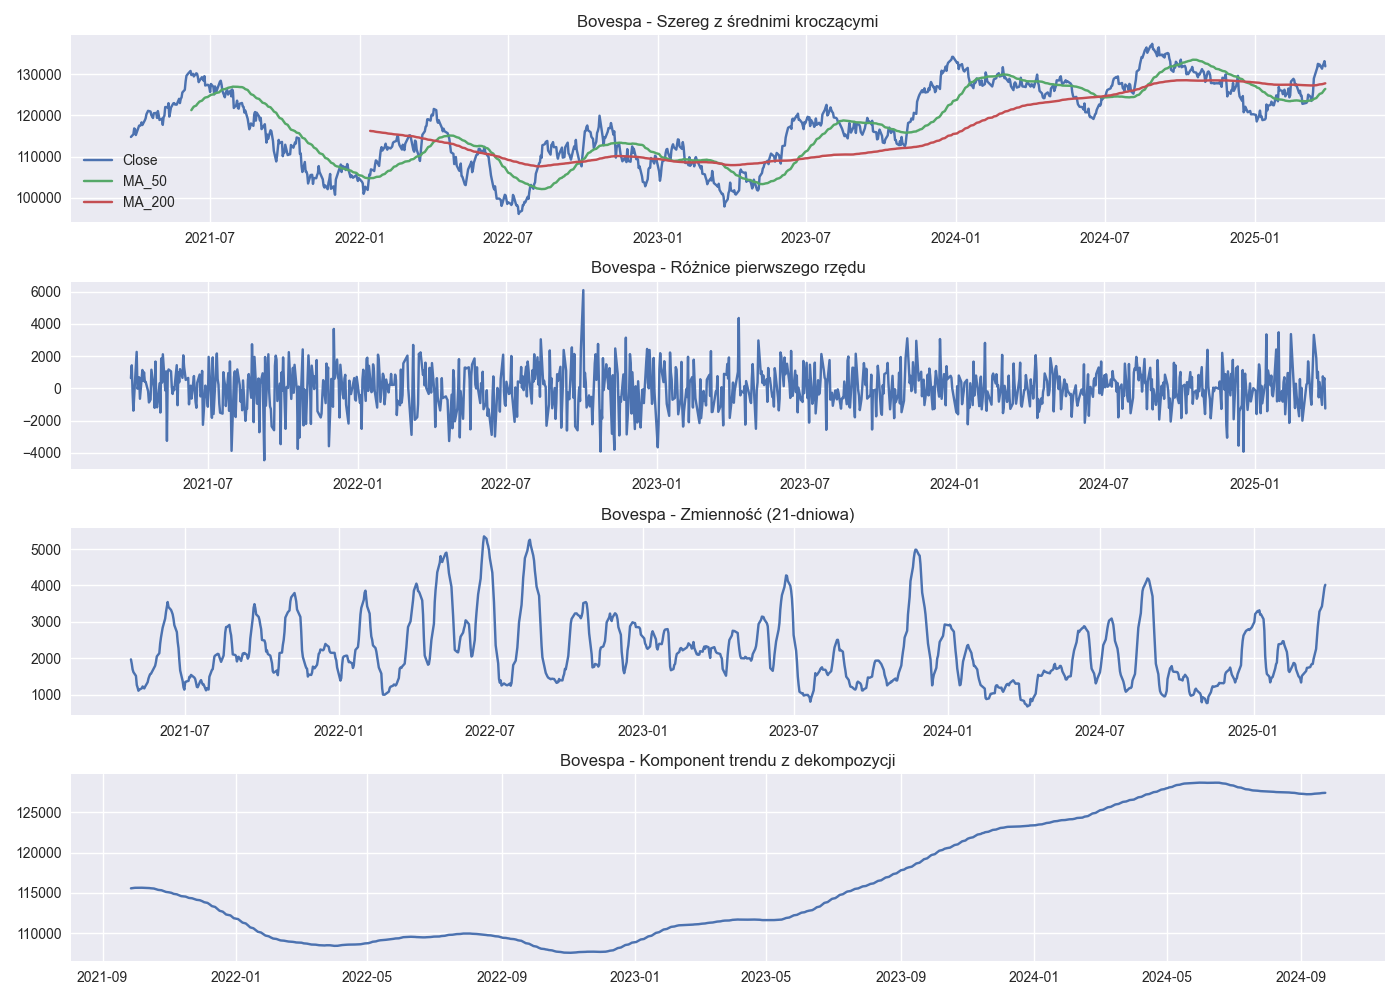 Bovespa - Szereg z średnimi kroczącymi
130000
120000
110000
100000
Close
MA_50
MA_200
2021-07 2022-01 2022-07 2023-01 2023-07 2024-01 2024-07 2025-01
Bovespa - Różnice pierwszego rzędu
6000
4000
2000
0
−2000
−4000
2021-07 2022-01 2022-07 2023-01 2023-07 2024-01 2024-07 2025-01
Bovespa - Zmienność (21-dniowa)
5000
4000
3000
2000
1000
2021-07 2022-01 2022-07 2023-01 2023-07 2024-01 2024-07 2025-01
Bovespa - Komponent trendu z dekompozycji
125000
120000
115000
110000
2021-09 2022-01 2022-05 2022-09 2023-01 2023-05 2023-09 2024-01 2024-05 2024-09